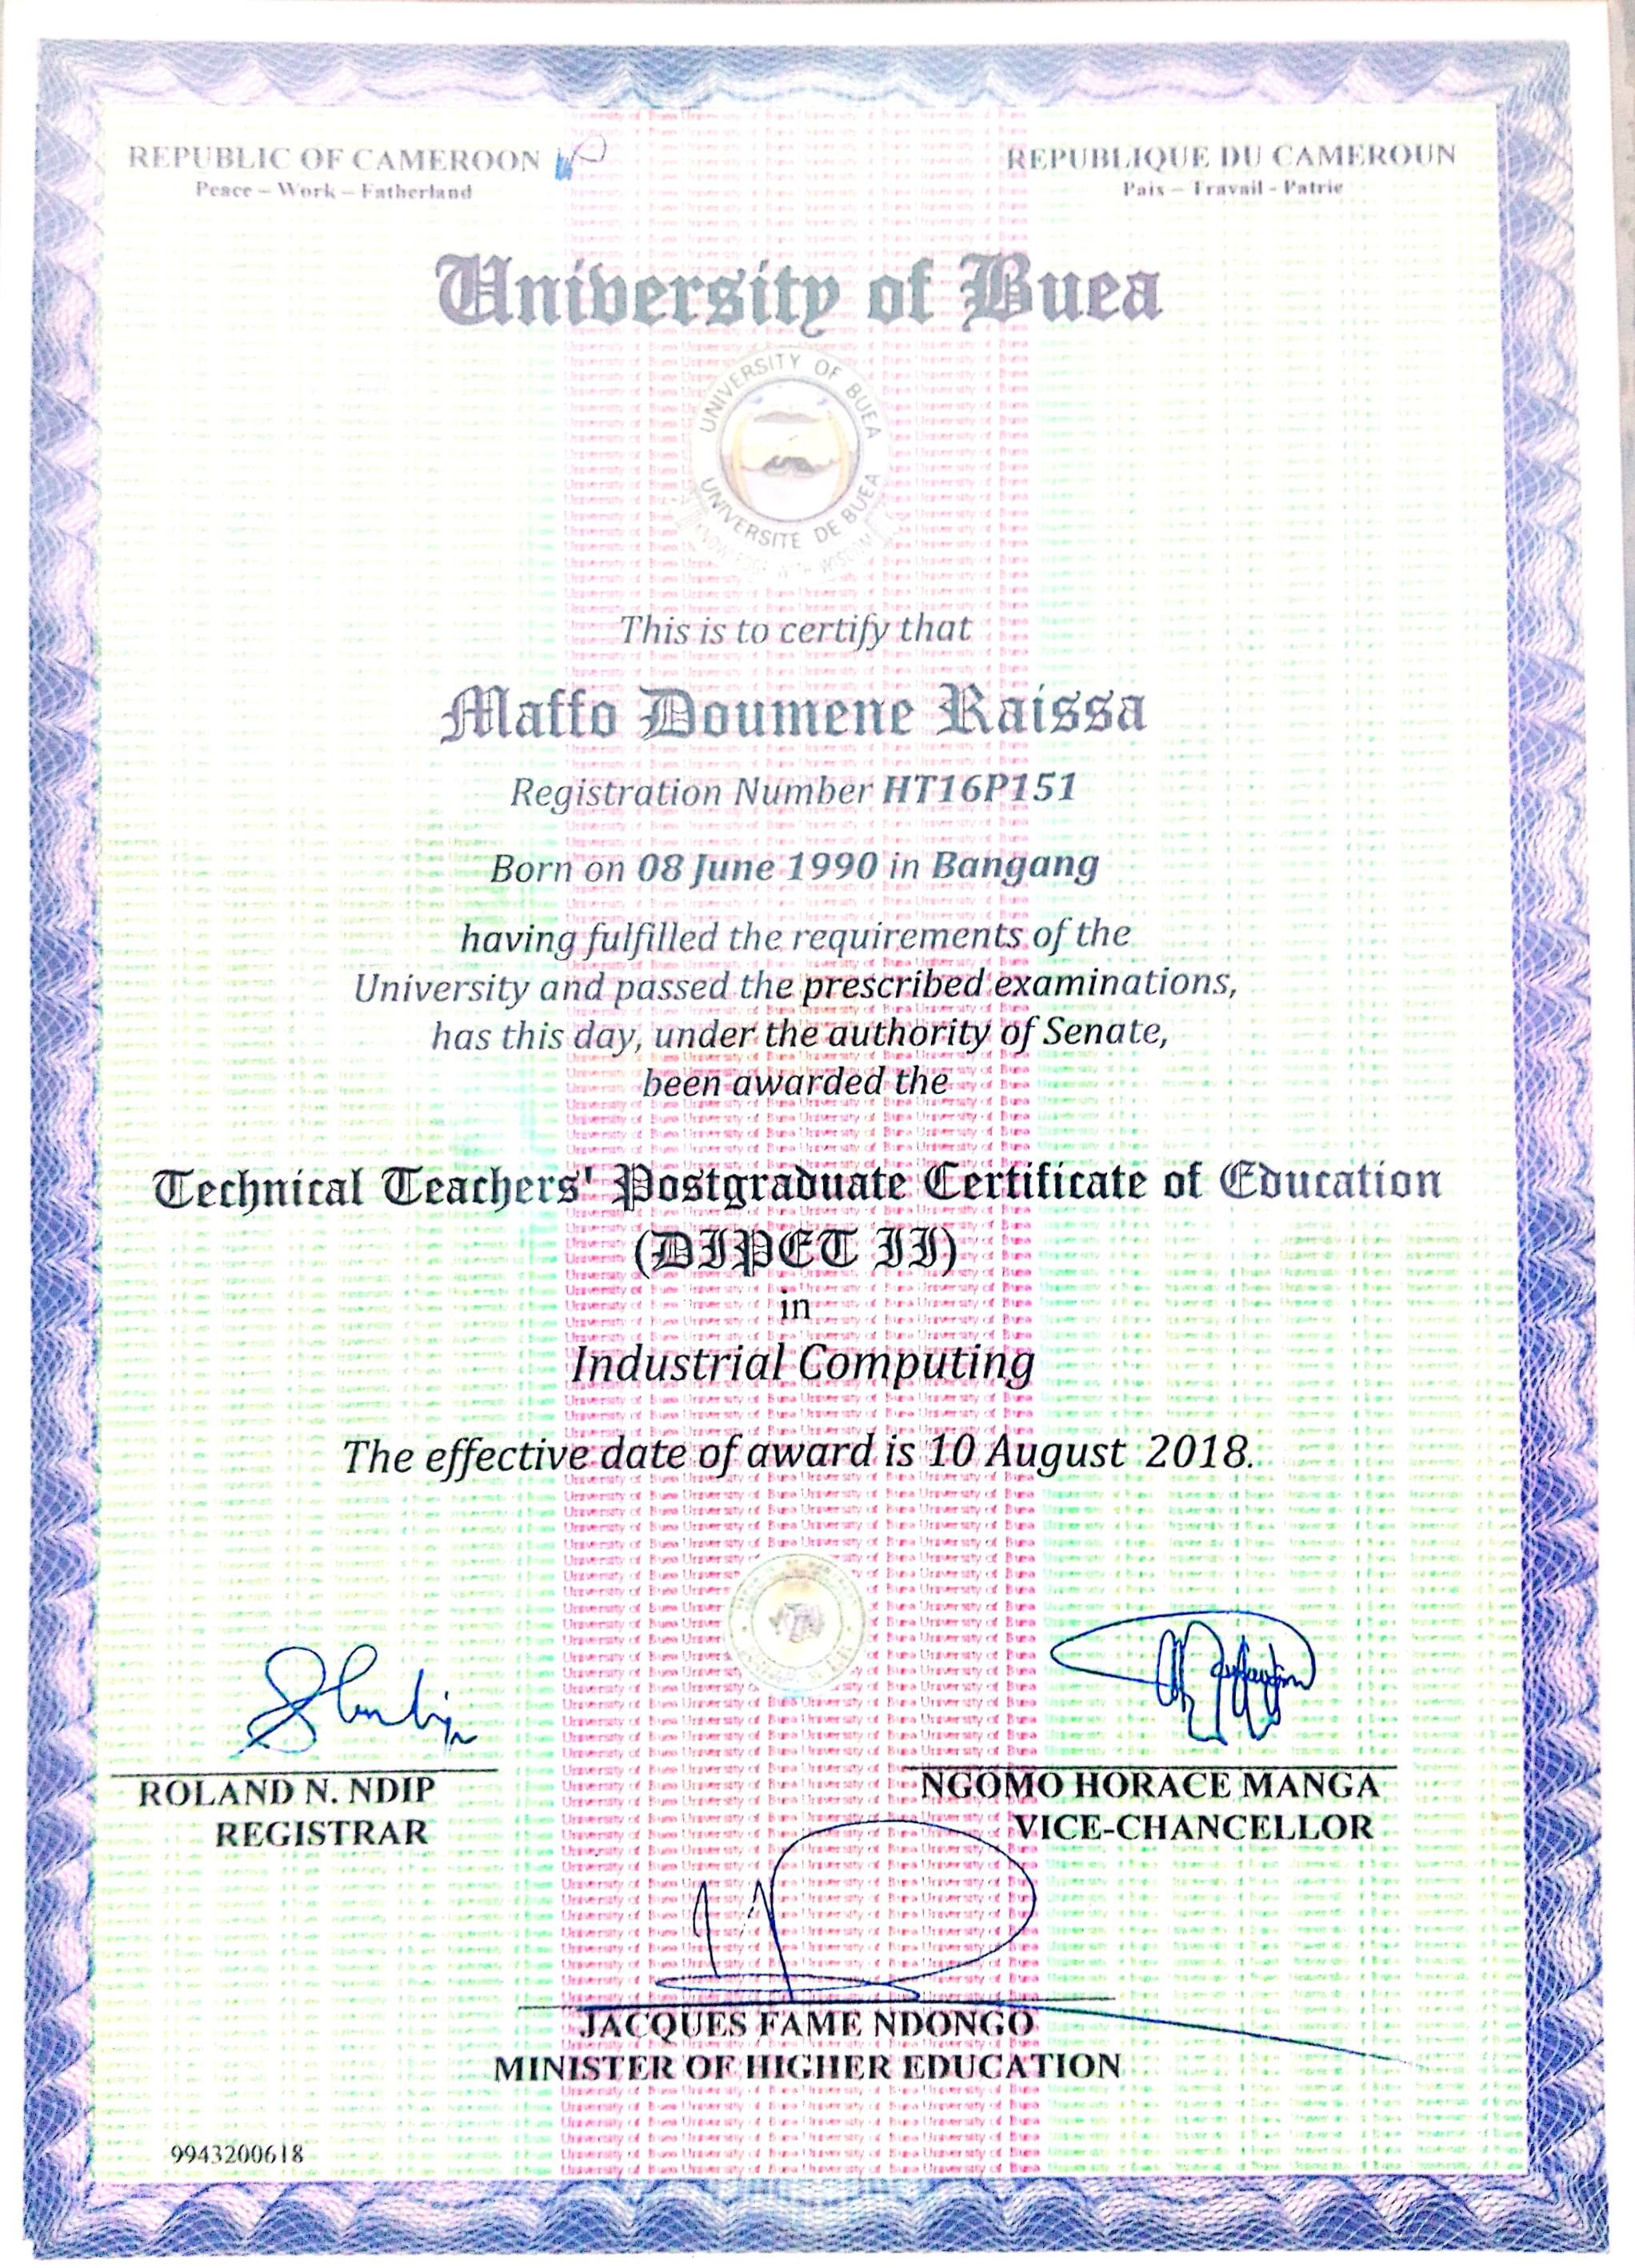 REPUBLIC OF CAMEROON
Peace – Work – Fatherland
REPUBLIQUE DU CAMEROUN
Paix – Travail - Patrie
University of Buea
UNIVERSITY OF BUEA
UNIVERSITE DE BUEA
KNOWLEDGE WITH WISDOM
This is to certify that
Maffo Doumene Raissa
Registration Number HT16P151
Born on 08 June 1990 in Bangang
having fulfilled the requirements of the
University and passed the prescribed examinations,
has this day, under the authority of Senate,
been awarded the
Technical Teachers' Postgraduate Certificate of Education
(DIPET II)
in
Industrial Computing
The effective date of award is 10 August 2018.
ROLAND N. NDIP
REGISTRAR
NGOMO HORACE MANGA
VICE-CHANCELLOR
JACQUES FAME NDONGO
MINISTER OF HIGHER EDUCATION
9943200618